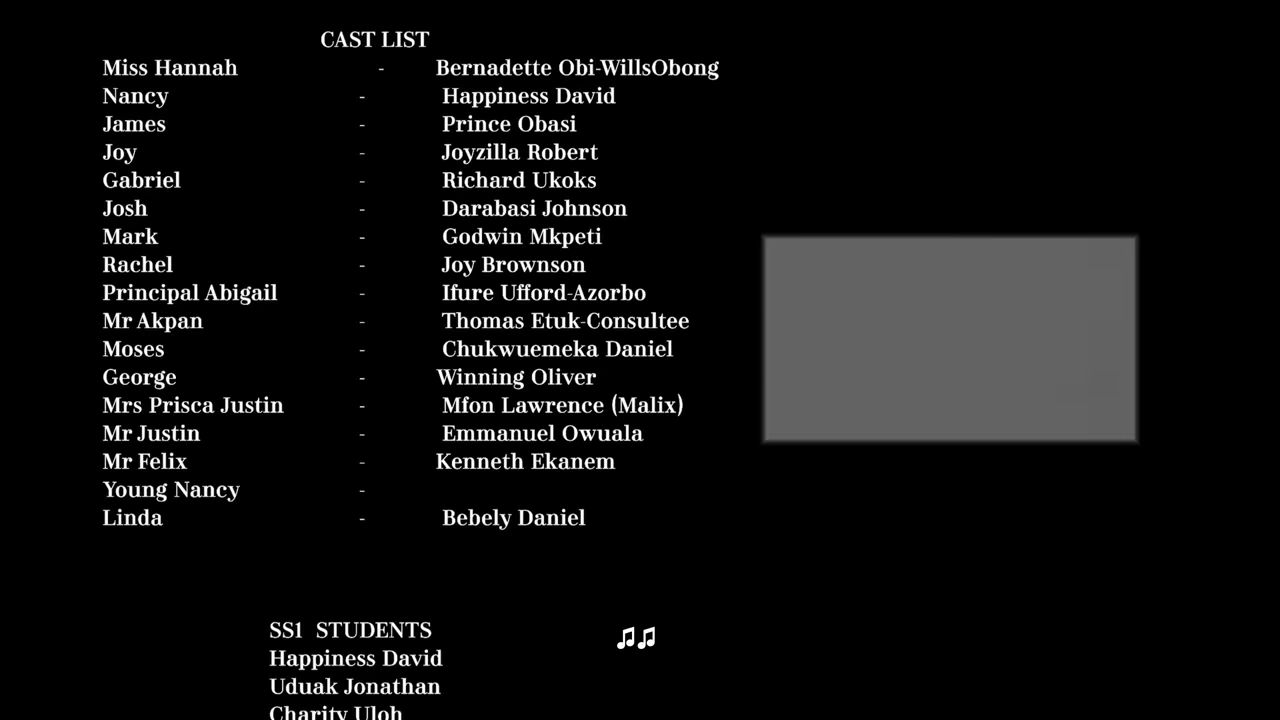 CAST LIST
Miss Hannah - Bernadette Obi-WillsObong
Nancy - Happiness David
James - Prince Obasi
Joy - Joyzilla Robert
Gabriel - Richard Ukoks
Josh - Darabasi Johnson
Mark - Godwin Mkpeti
Rachel - Joy Brownson
Principal Abigail - Ifure Ufford-Azorbo
Mr Akpan - Thomas Etuk-Consultee
Moses - Chukwuemeka Daniel
George - Winning Oliver
Mrs Prisca Justin - Mfon Lawrence (Malix)
Mr Justin - Emmanuel Owuala
Mr Felix - Kenneth Ekanem
Young Nancy -
Linda - Bebely Daniel
SS1 STUDENTS
Happiness David
Uduak Jonathan
Charity Uloh